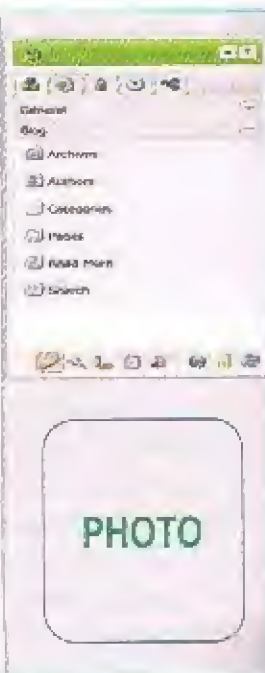 General
Blog
Archives
Authors
Categories
Pages
Read More
Search
PHOTO